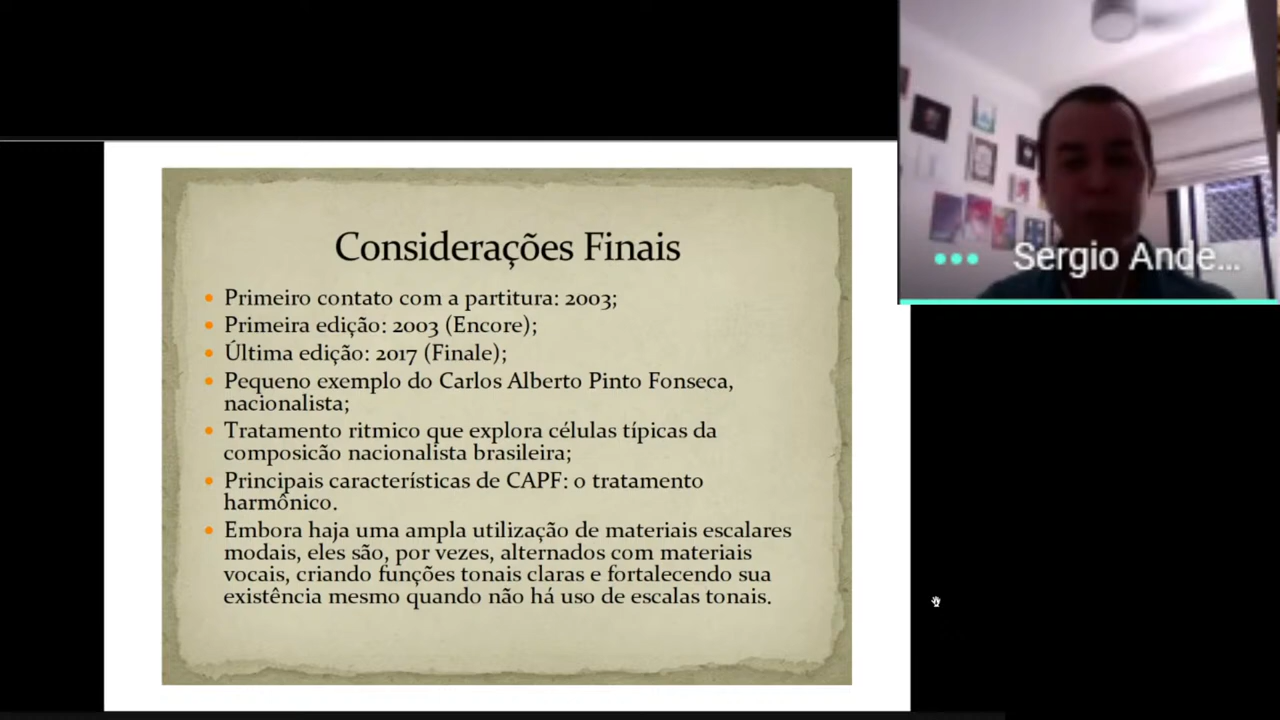 Considerações Finais
Primeiro contato com a partitura: 2003;
Primeira edição: 2003 (Encore);
Última edição: 2017 (Finale);
Pequeno exemplo do Carlos Alberto Pinto Fonseca,
nacionalista;
Tratamento ritmico que explora células típicas da
composicão nacionalista brasileira;
Principais características de CAPF: o tratamento
harmônico.
Embora haja uma ampla utilização de materiais escalares
modais, eles são, por vezes, alternados com materiais
vocais, criando funções tonais claras e fortalecendo sua
existência mesmo quando não há uso de escalas tonais.
Sergio Ande...